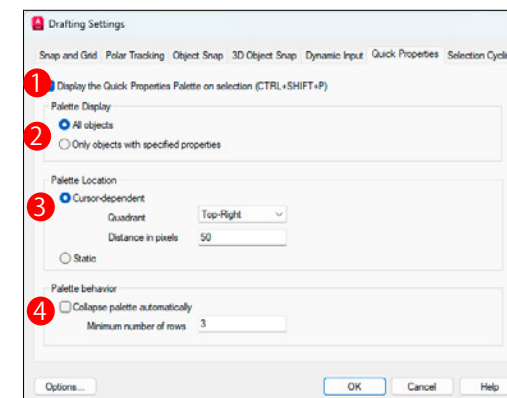 Drafting Settings
Snap and Grid Polar Tracking Object Snap 3D Object Snap Dynamic Input Quick Properties Selection Cycli
1 Display the Quick Properties Palette on selection (CTRL+SHIFT+P)
Palette Display
All objects
2
Only objects with specified properties
Palette Location
3 Cursor-dependent
Quadrant Top-Right
Distance in pixels 50
Static
Palette behavior
4 Collapse palette automatically
Minimum number of rows 3
Options... OK Cancel Help